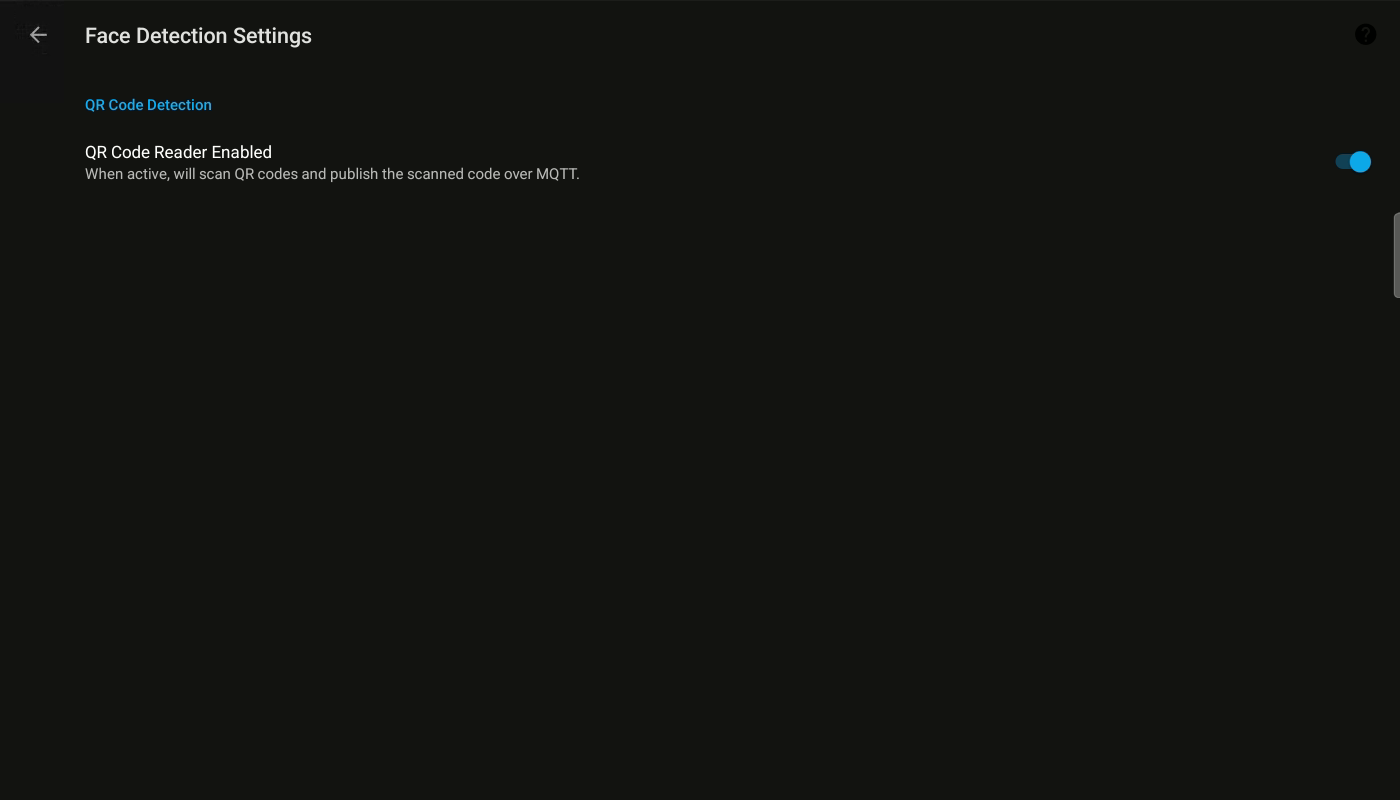 Face Detection Settings
?
QR Code Detection
QR Code Reader Enabled
When active, will scan QR codes and publish the scanned code over MQTT.